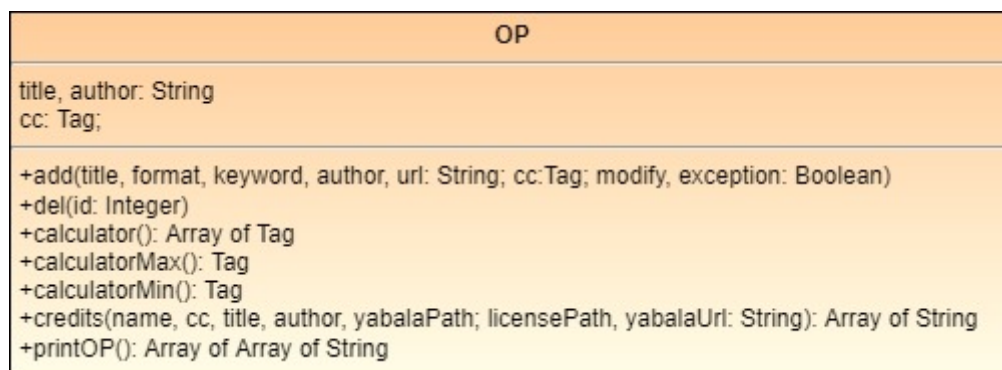 OP
title, author: String
cc: Tag;
+add(title, format, keyword, author, url: String; cc:Tag; modify, exception: Boolean)
+del(id: Integer)
+calculator(): Array of Tag
+calculatorMax(): Tag
+calculatorMin(): Tag
+credits(name, cc, title, author, yabalaPath; licensePath, yabalaUrl: String): Array of String
+printOP(): Array of Array of String